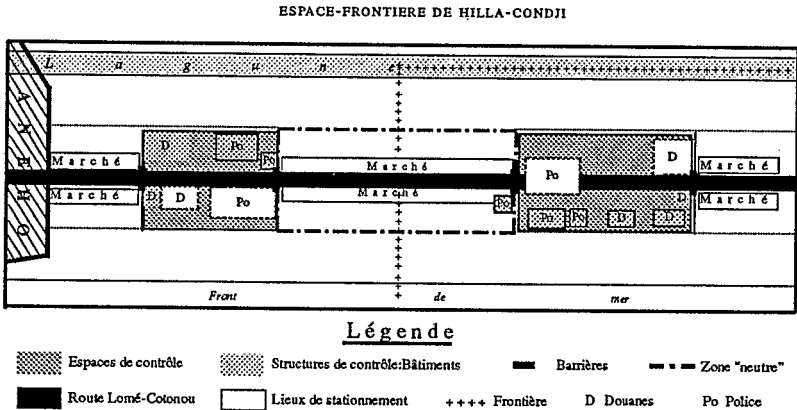 ESPACE-FRONTIERE DE HILLA-CONDJI
L a g u n e
ANEHO
D
Po
Po
Marché
Marché
Marché
Po
D
Marché
Marché
D
D
Po
Marché
Po
D
Marché
Po
Po
D
D
Front de mer
Légende
Espaces de contrôle
Structures de contrôle:Bâtiments
Barrières
Zone "neutre"
Route Lomé-Cotonou
Lieux de stationnement
++++ Frontière
D Douanes
Po Police